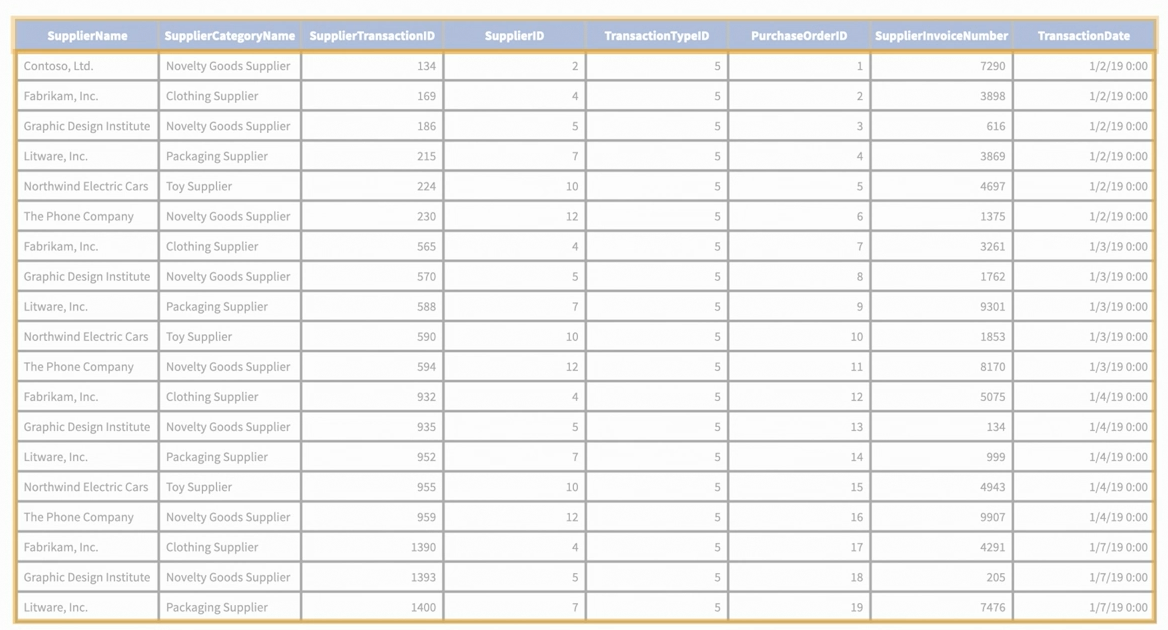 SupplierName SupplierCategoryName SupplierTransactionID SupplierID TransactionTypeID PurchaseOrderID SupplierInvoiceNumber TransactionDate
Contoso, Ltd. Novelty Goods Supplier 134 2 5 1 7290 1/2/19 0:00
Fabrikam, Inc. Clothing Supplier 169 4 5 2 3898 1/2/19 0:00
Graphic Design Institute Novelty Goods Supplier 186 5 5 3 616 1/2/19 0:00
Litware, Inc. Packaging Supplier 215 7 5 4 3869 1/2/19 0:00
Northwind Electric Cars Toy Supplier 224 10 5 5 4697 1/2/19 0:00
The Phone Company Novelty Goods Supplier 230 12 5 6 1375 1/2/19 0:00
Fabrikam, Inc. Clothing Supplier 565 4 5 7 3261 1/3/19 0:00
Graphic Design Institute Novelty Goods Supplier 570 5 5 8 1762 1/3/19 0:00
Litware, Inc. Packaging Supplier 588 7 5 9 9301 1/3/19 0:00
Northwind Electric Cars Toy Supplier 590 10 5 10 1853 1/3/19 0:00
The Phone Company Novelty Goods Supplier 594 12 5 11 8170 1/3/19 0:00
Fabrikam, Inc. Clothing Supplier 932 4 5 12 5075 1/4/19 0:00
Graphic Design Institute Novelty Goods Supplier 935 5 5 13 134 1/4/19 0:00
Litware, Inc. Packaging Supplier 952 7 5 14 999 1/4/19 0:00
Northwind Electric Cars Toy Supplier 955 10 5 15 4943 1/4/19 0:00
The Phone Company Novelty Goods Supplier 959 12 5 16 9907 1/4/19 0:00
Fabrikam, Inc. Clothing Supplier 1390 4 5 17 4291 1/7/19 0:00
Graphic Design Institute Novelty Goods Supplier 1393 5 5 18 205 1/7/19 0:00
Litware, Inc. Packaging Supplier 1400 7 5 19 7476 1/7/19 0:00